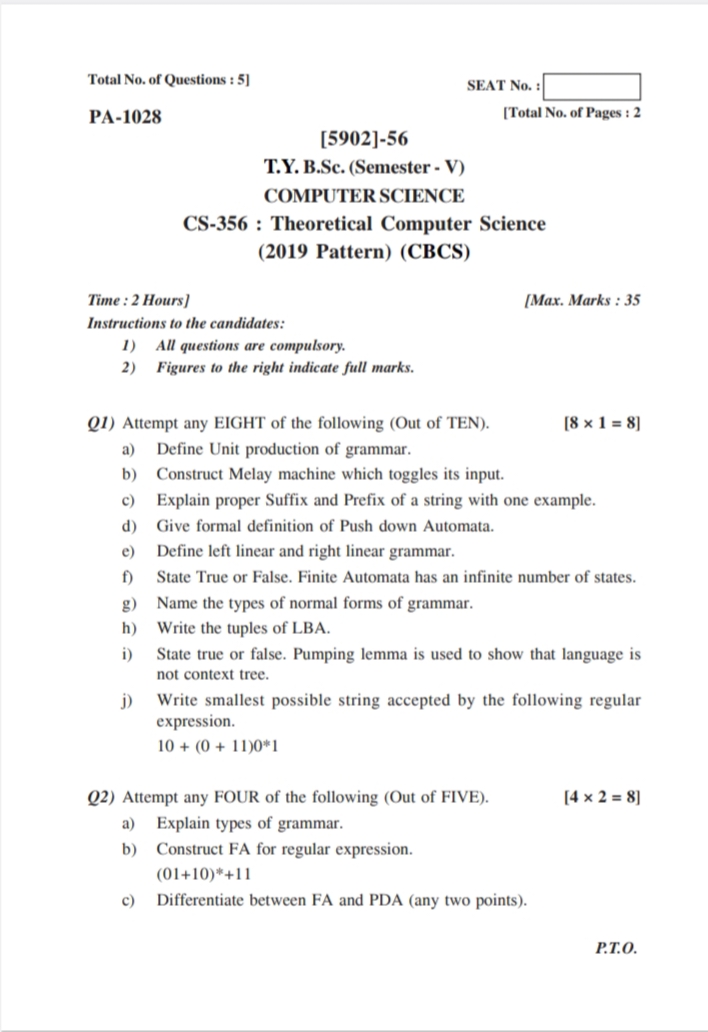 Total No. of Questions : 5]
SEAT No. :
PA-1028
[Total No. of Pages : 2
[5902]-56
T.Y. B.Sc. (Semester - V)
COMPUTER SCIENCE
CS-356 : Theoretical Computer Science
(2019 Pattern) (CBCS)
Time : 2 Hours]
[Max. Marks : 35
Instructions to the candidates:
1) All questions are compulsory.
2) Figures to the right indicate full marks.
Q1) Attempt any EIGHT of the following (Out of TEN). [8 × 1 = 8]
a) Define Unit production of grammar.
b) Construct Melay machine which toggles its input.
c) Explain proper Suffix and Prefix of a string with one example.
d) Give formal definition of Push down Automata.
e) Define left linear and right linear grammar.
f) State True or False. Finite Automata has an infinite number of states.
g) Name the types of normal forms of grammar.
h) Write the tuples of LBA.
i) State true or false. Pumping lemma is used to show that language is
not context tree.
j) Write smallest possible string accepted by the following regular
expression.
10 + (0 + 11)0*1
Q2) Attempt any FOUR of the following (Out of FIVE). [4 × 2 = 8]
a) Explain types of grammar.
b) Construct FA for regular expression.
(01+10)*+11
c) Differentiate between FA and PDA (any two points).
P.T.O.